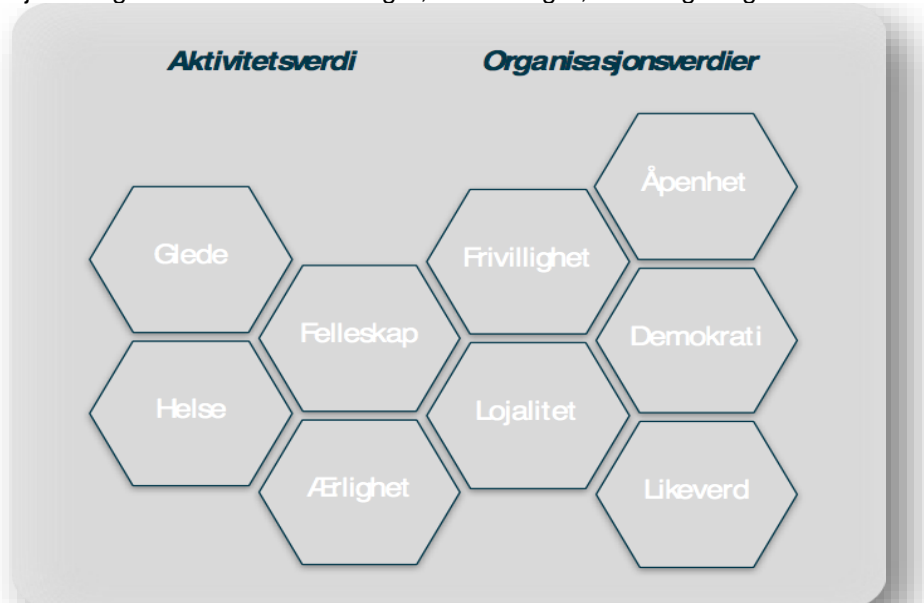 Aktivitetsverdi
Organisasjonsverdier
Glede
Helse
Felleskap
Ærlighet
Frivillighet
Lojalitet
Åpenhet
Demokrati
Likeverd